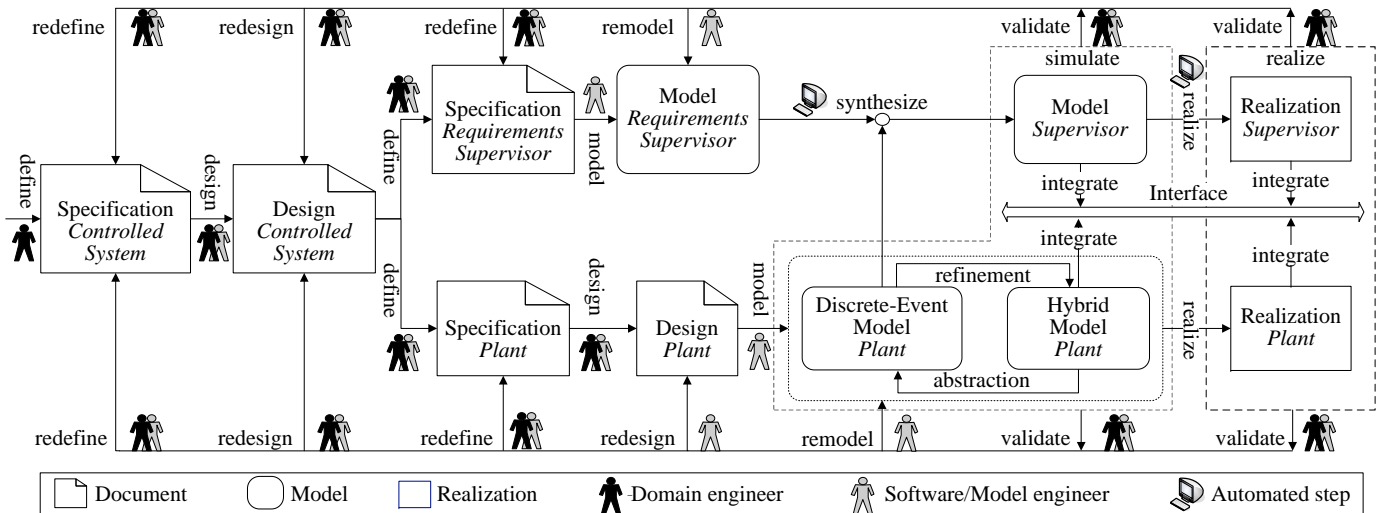 redefine
redesign
redefine
remodel
validate
validate
simulate
realize
Specification
Requirements
Supervisor
Model
Requirements
Supervisor
synthesize
Model
Supervisor
realize
Realization
Supervisor
define
model
define
design
integrate
Interface
integrate
Specification
Controlled
System
Design
Controlled
System
integrate
integrate
define
design
model
refinement
Specification
Plant
Design
Plant
Discrete-Event
Model
Plant
Hybrid
Model
Plant
realize
Realization
Plant
abstraction
redefine
redesign
redefine
redesign
remodel
validate
validate
Document
Model
Realization
Domain engineer
Software/Model engineer
Automated step